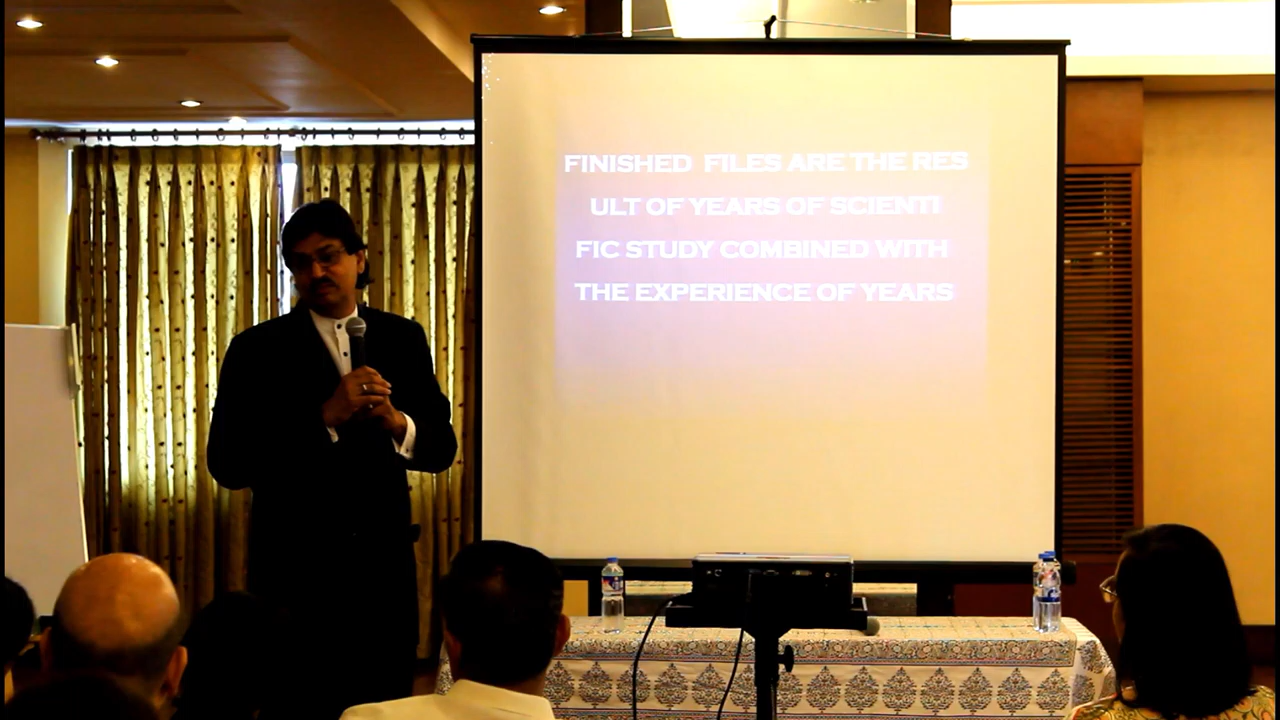 FINISHED FILES ARE THE RES
ULT OF YEARS OF SCIENTI
FIC STUDY COMBINED WITH
THE EXPERIENCE OF YEARS